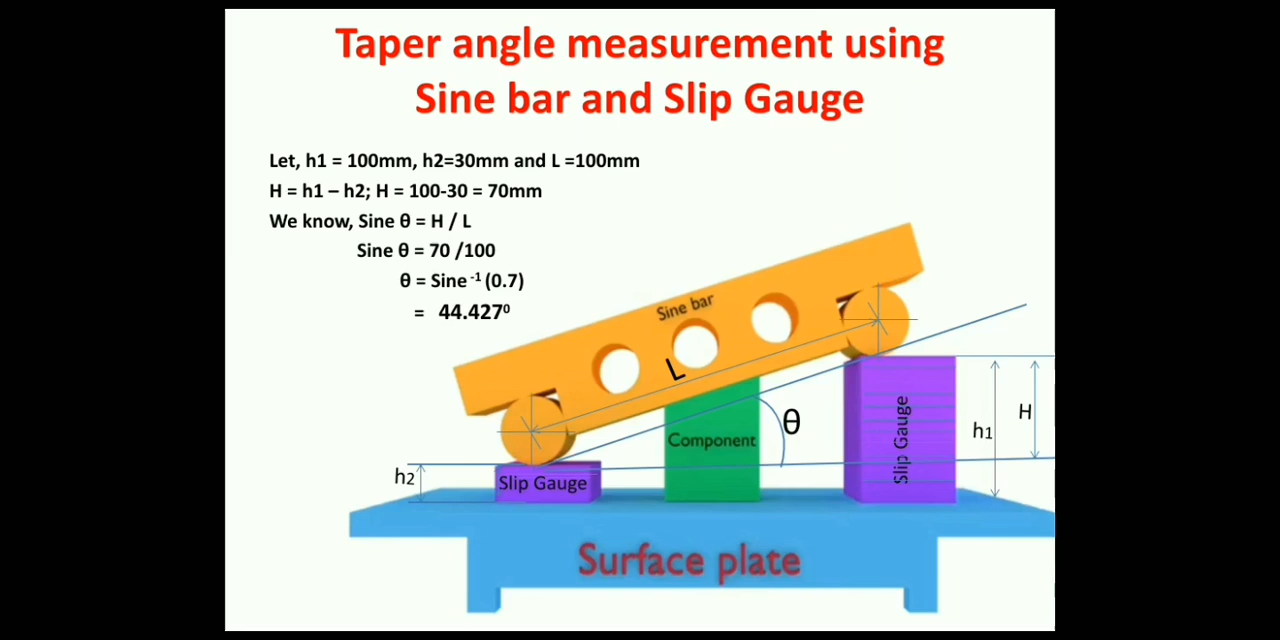 Taper angle measurement using
Sine bar and Slip Gauge
Let, h1 = 100mm, h2=30mm and L =100mm
H = h1 – h2; H = 100-30 = 70mm
We know, Sine θ = H / L
Sine θ = 70 /100
θ = Sine ⁻¹ (0.7)
= 44.427⁰
Sine bar
L
θ
Component
Slip Gauge
h1
H
h2
Slip Gauge
Surface plate